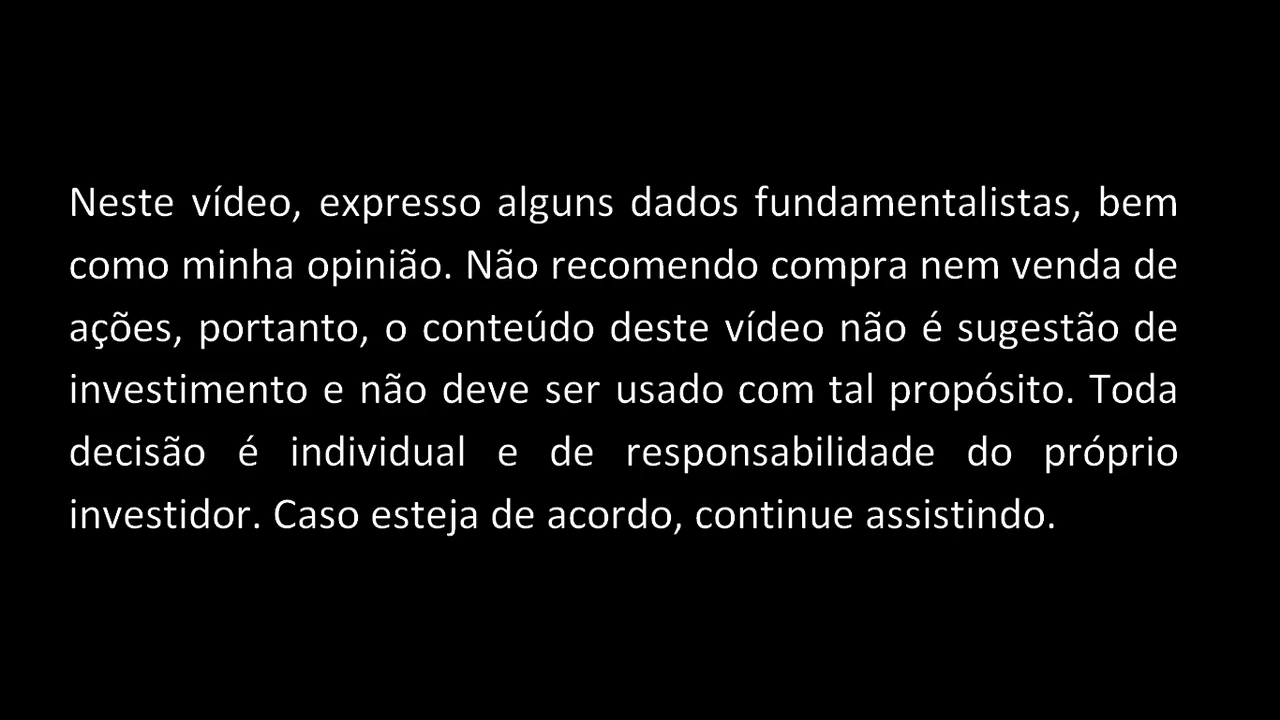 Neste vídeo, expresso alguns dados fundamentalistas, bem
como minha opinião. Não recomendo compra nem venda de
ações, portanto, o conteúdo deste vídeo não é sugestão de
investimento e não deve ser usado com tal propósito. Toda
decisão é individual e de responsabilidade do próprio
investidor. Caso esteja de acordo, continue assistindo.